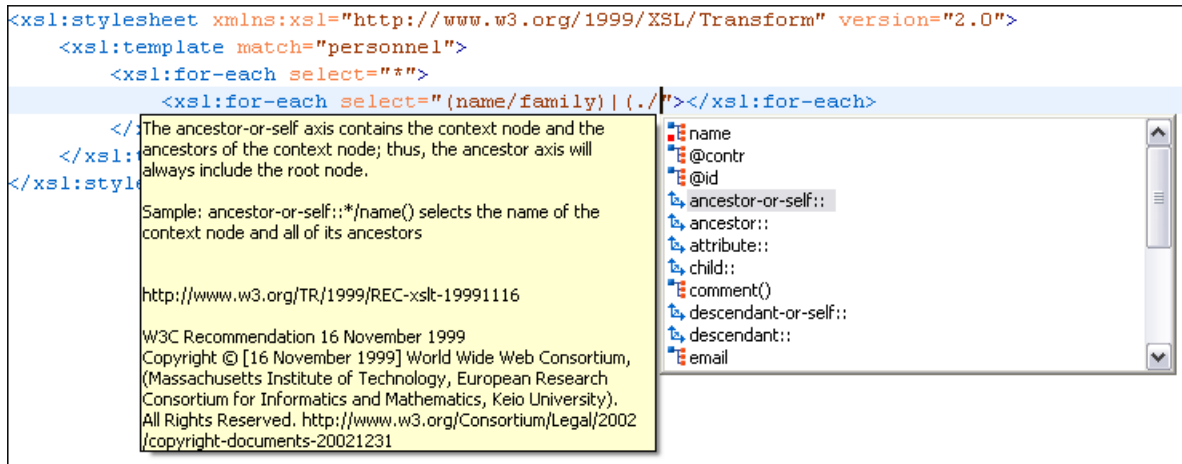 <xsl:stylesheet xmlns:xsl="http://www.w3.org/1999/XSL/Transform" version="2.0">
<xsl:template match="personnel">
<xsl:for-each select="*">
<xsl:for-each select="(name/family)|(./"></xsl:for-each>
</
</xsl:t
</xsl:style
The ancestor-or-self axis contains the context node and the
ancestors of the context node; thus, the ancestor axis will
always include the root node.
Sample: ancestor-or-self::*/name() selects the name of the
context node and all of its ancestors
http://www.w3.org/TR/1999/REC-xslt-19991116
W3C Recommendation 16 November 1999
Copyright © [16 November 1999] World Wide Web Consortium,
(Massachusetts Institute of Technology, European Research
Consortium for Informatics and Mathematics, Keio University).
All Rights Reserved. http://www.w3.org/Consortium/Legal/2002
/copyright-documents-20021231
name
@contr
@id
ancestor-or-self::
ancestor::
attribute::
child::
comment()
descendant-or-self::
descendant::
email